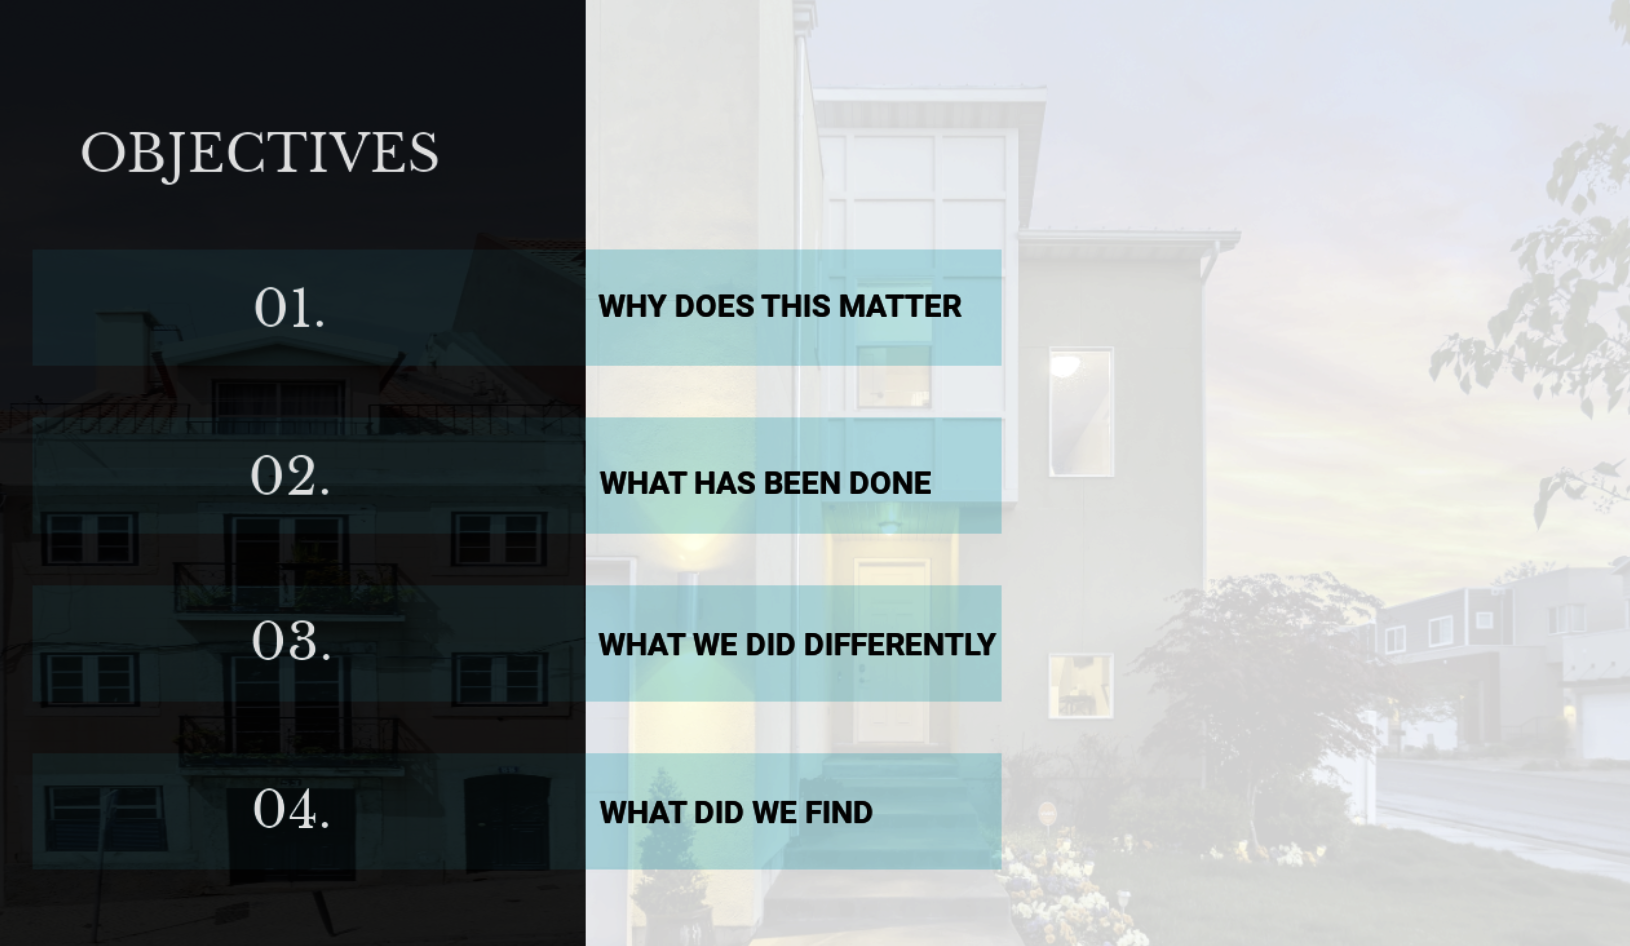 OBJECTIVES
01.
WHY DOES THIS MATTER
02.
WHAT HAS BEEN DONE
03.
WHAT WE DID DIFFERENTLY
04.
WHAT DID WE FIND